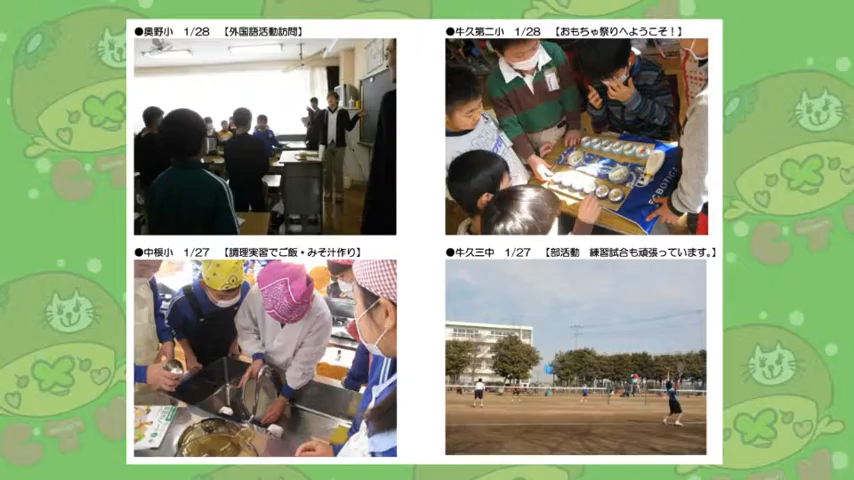 ●奥野小 1/28 【外国語活動訪問】
●牛久第二小 1/28 【おもちゃ祭りへようこそ！】
●中根小 1/27 【調理実習でご飯・みそ汁作り】
●牛久三中 1/27 【部活動 練習試合も頑張っています。】